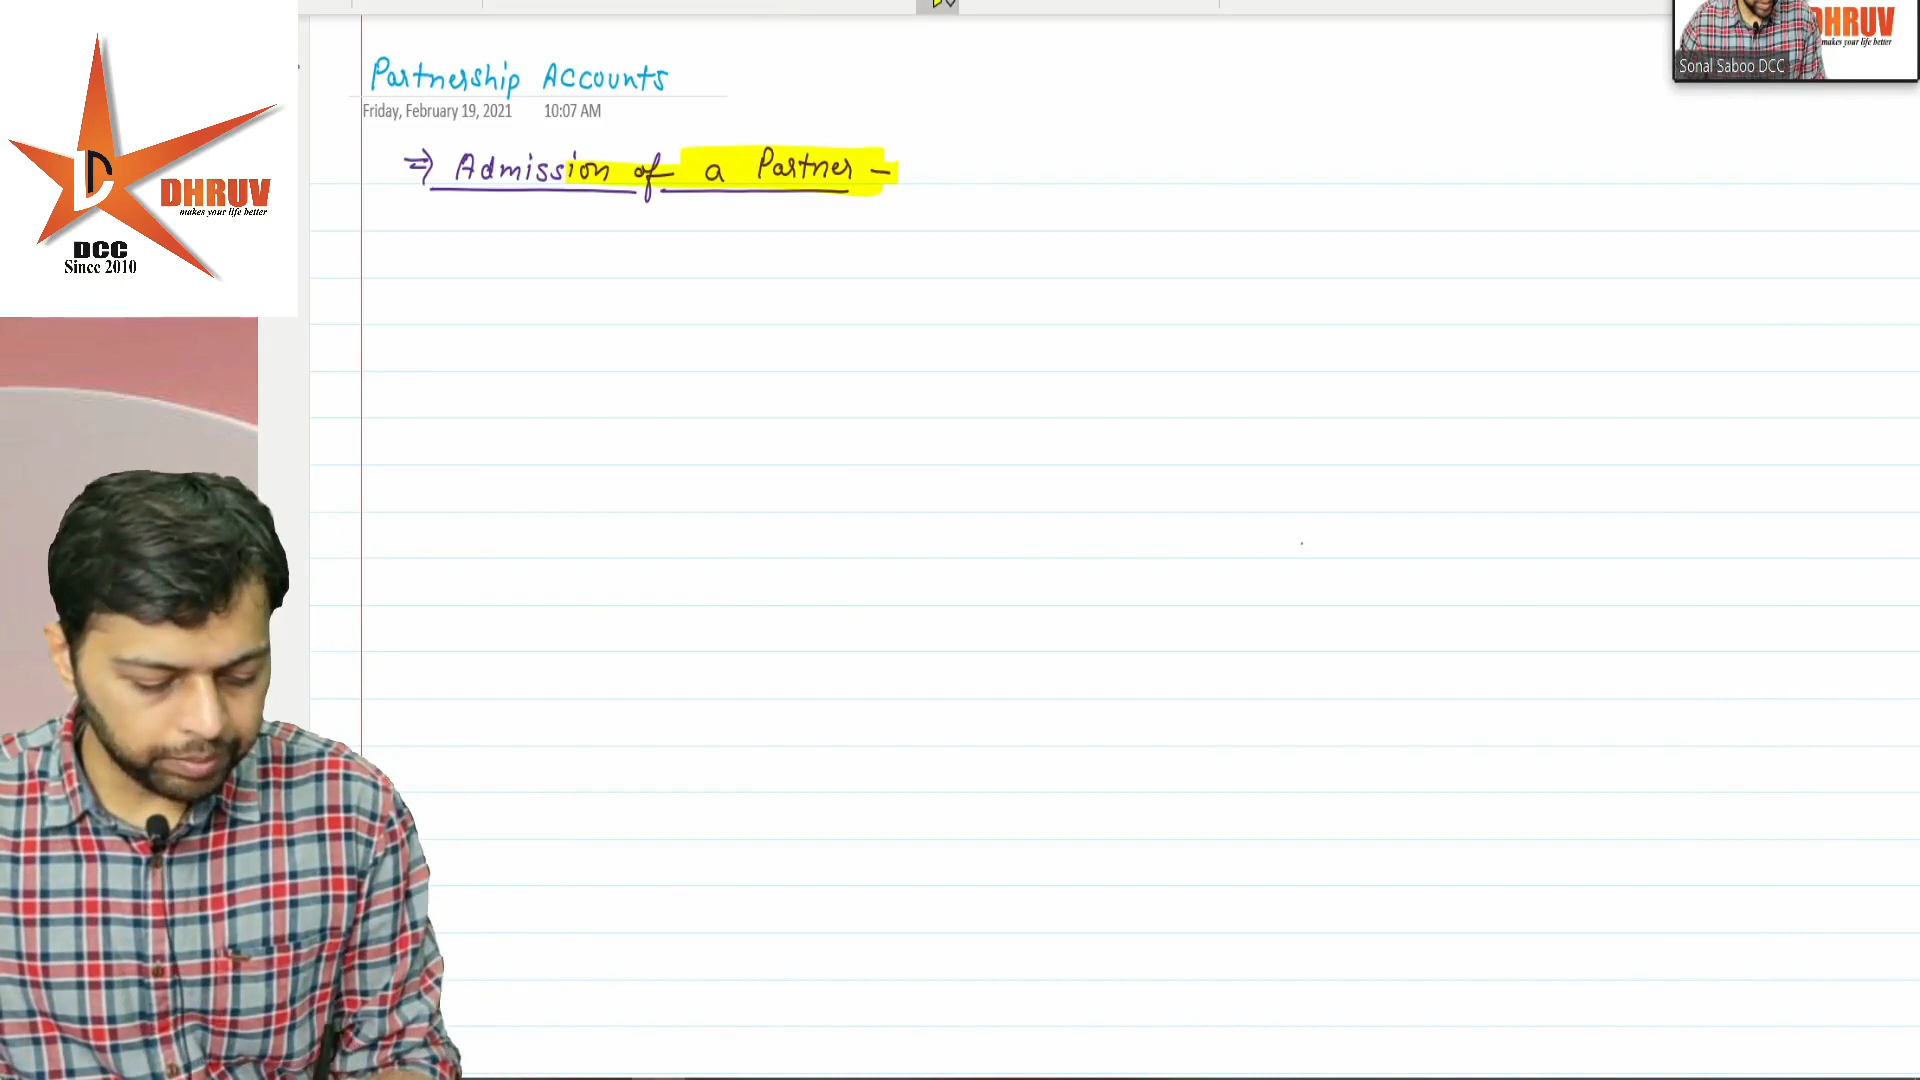 DHRUV
makes your life better
DCC
Since 2010
Partnership Accounts
Friday, February 19, 2021 10:07 AM
⇒ Admission of a Partner -
DHRUV
makes your life better
Sonal Saboo DCC